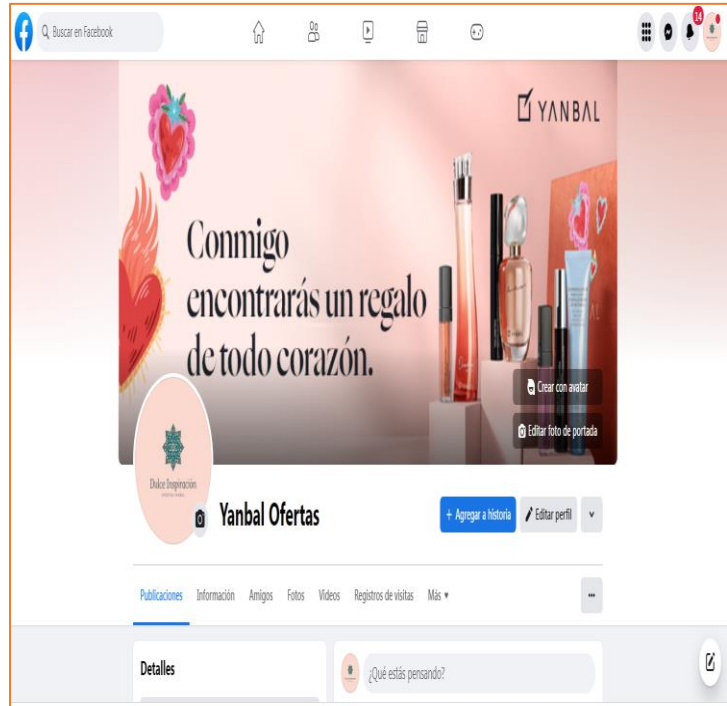 Buscar en Facebook
14
YANBAL
Conmigo
encontrarás un regalo
de todo corazón.
Crear con avatar
Editar foto de portada
Dulce Inspiración
Yanbal Ofertas
+ Agregar a historia
Editar perfil
Publicaciones Información Amigos Fotos Videos Registros de visitas Más
Detalles
¿Qué estás pensando?